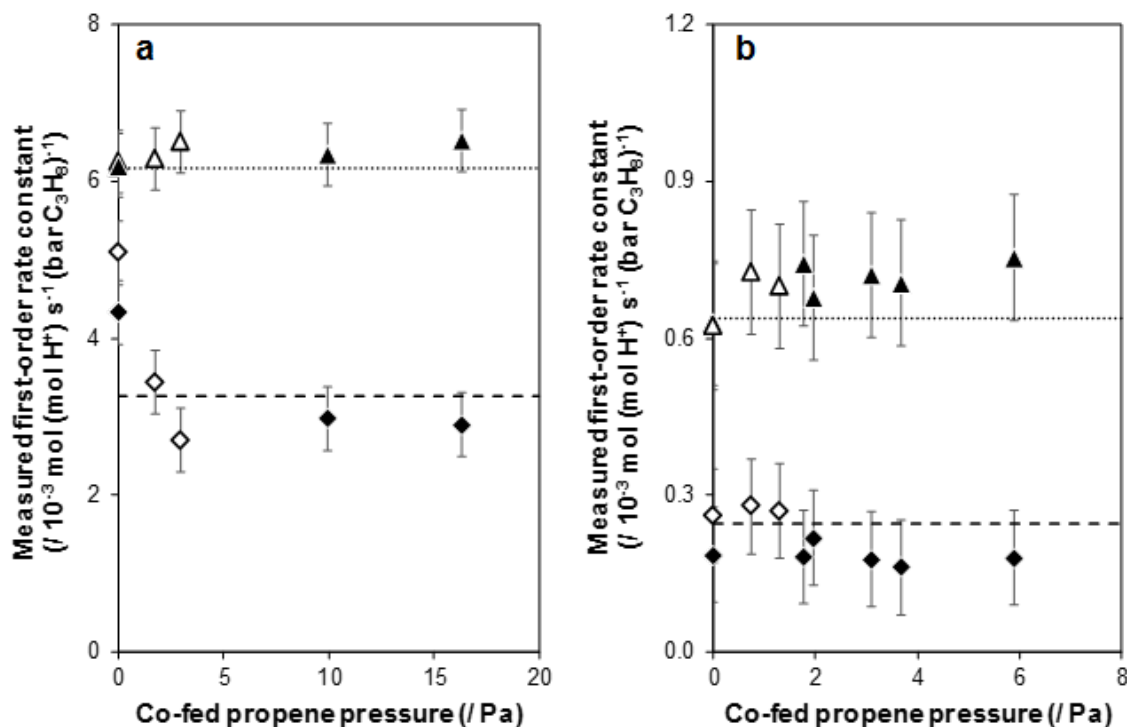 a
Measured first-order rate constant
(/ 10⁻³ mol (mol H⁺) s⁻¹ (bar C₃H₈)⁻¹)
8
6
4
2
0
0 5 10 15 20
Co-fed propene pressure (/ Pa)
b
Measured first-order rate constant
(/ 10⁻³ mol (mol H⁺) s⁻¹ (bar C₃H₈)⁻¹)
1.2
0.9
0.6
0.3
0.0
0 2 4 6 8
Co-fed propene pressure (/ Pa)